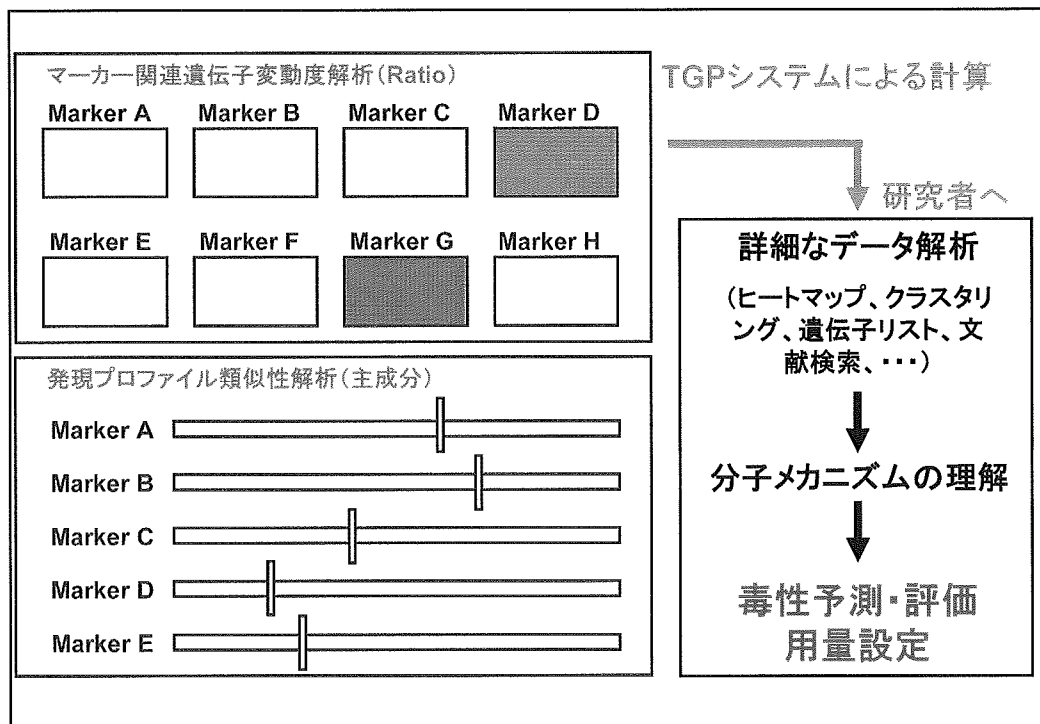 マーカー関連遺伝子変動度解析(Ratio)
Marker A
Marker B
Marker C
Marker D
Marker E
Marker F
Marker G
Marker H
発現プロファイル類似性解析(主成分)
Marker A
Marker B
Marker C
Marker D
Marker E
TGPシステムによる計算
研究者へ
詳細なデータ解析
(ヒートマップ、クラスタリ
ング、遺伝子リスト、文
献検索、・・・)
分子メカニズムの理解
毒性予測・評価
用量設定